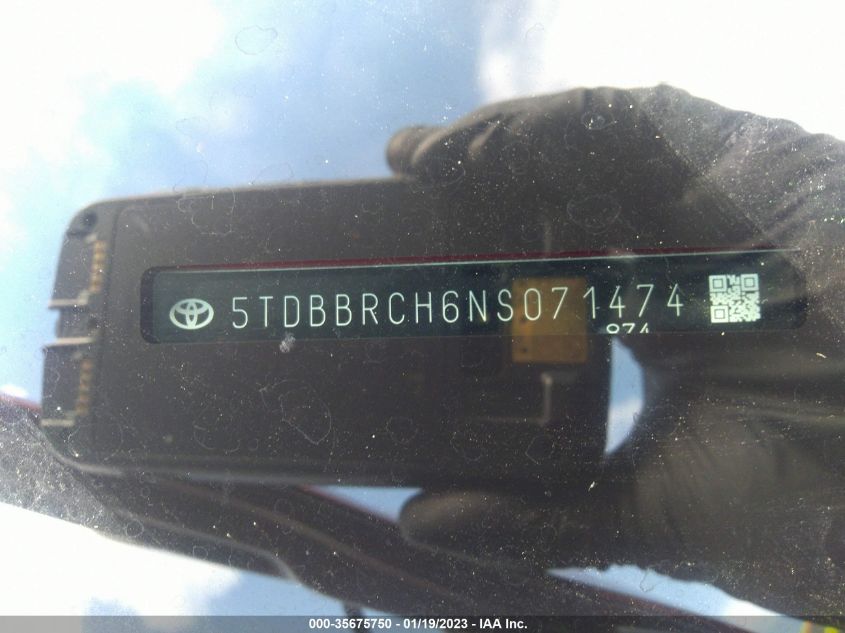 5TDBBRCH6NS071474
874
000-35675750 — 01/19/2023 — IAA Inc.